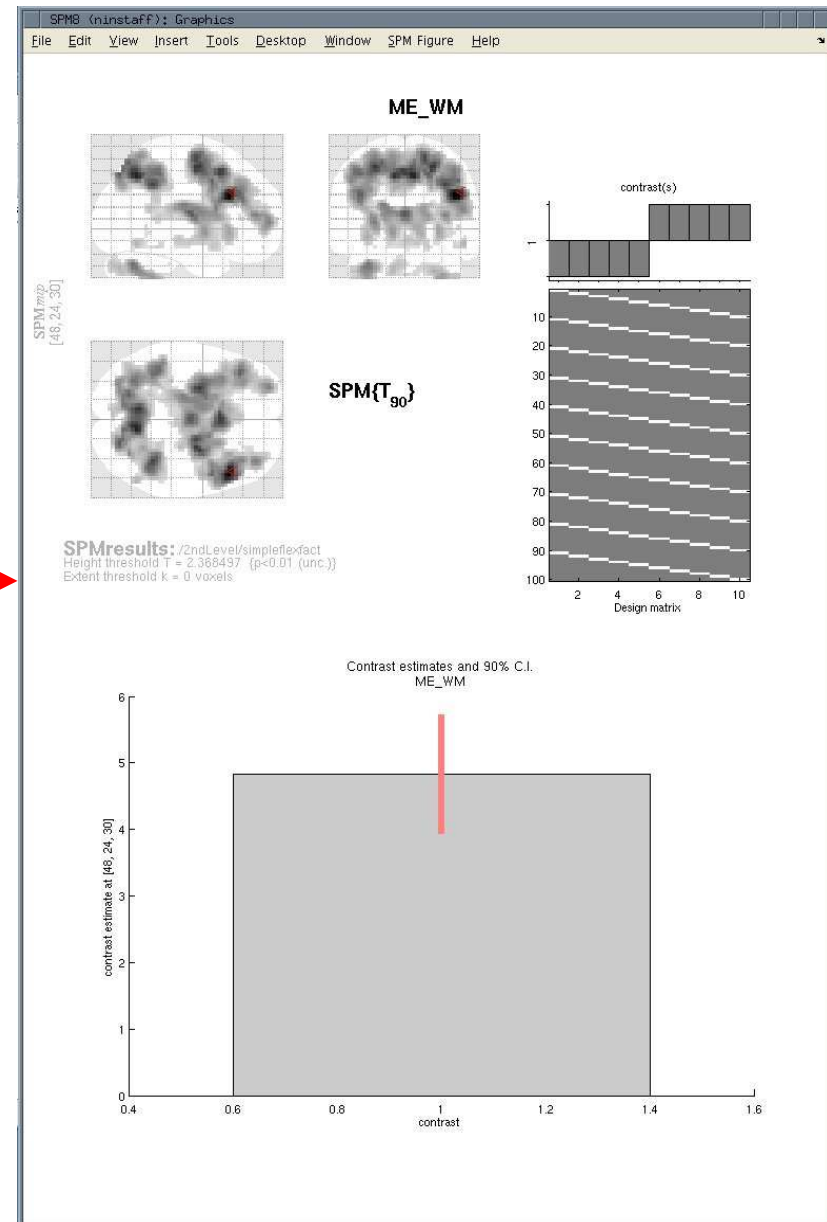 SPM8 (ninstaff): Graphics
File Edit View Insert Tools Desktop Window SPM Figure Help
ME_WM
SPMmip
[48, 24, 30]
SPM{T90}
contrast(s)
1
10
20
30
40
50
60
70
80
90
100
2 4 6 8 10
Design matrix
SPMresults: ./2ndLevel/simpleflexfact
Height threshold T = 2.368497 {p<0.01 (unc.)}
Extent threshold k = 0 voxels
Contrast estimates and 90% C.I.
ME_WM
contrast estimate at [48, 24, 30]
6
5
4
3
2
1
0
0.4 0.6 0.8 1 1.2 1.4 1.6
contrast